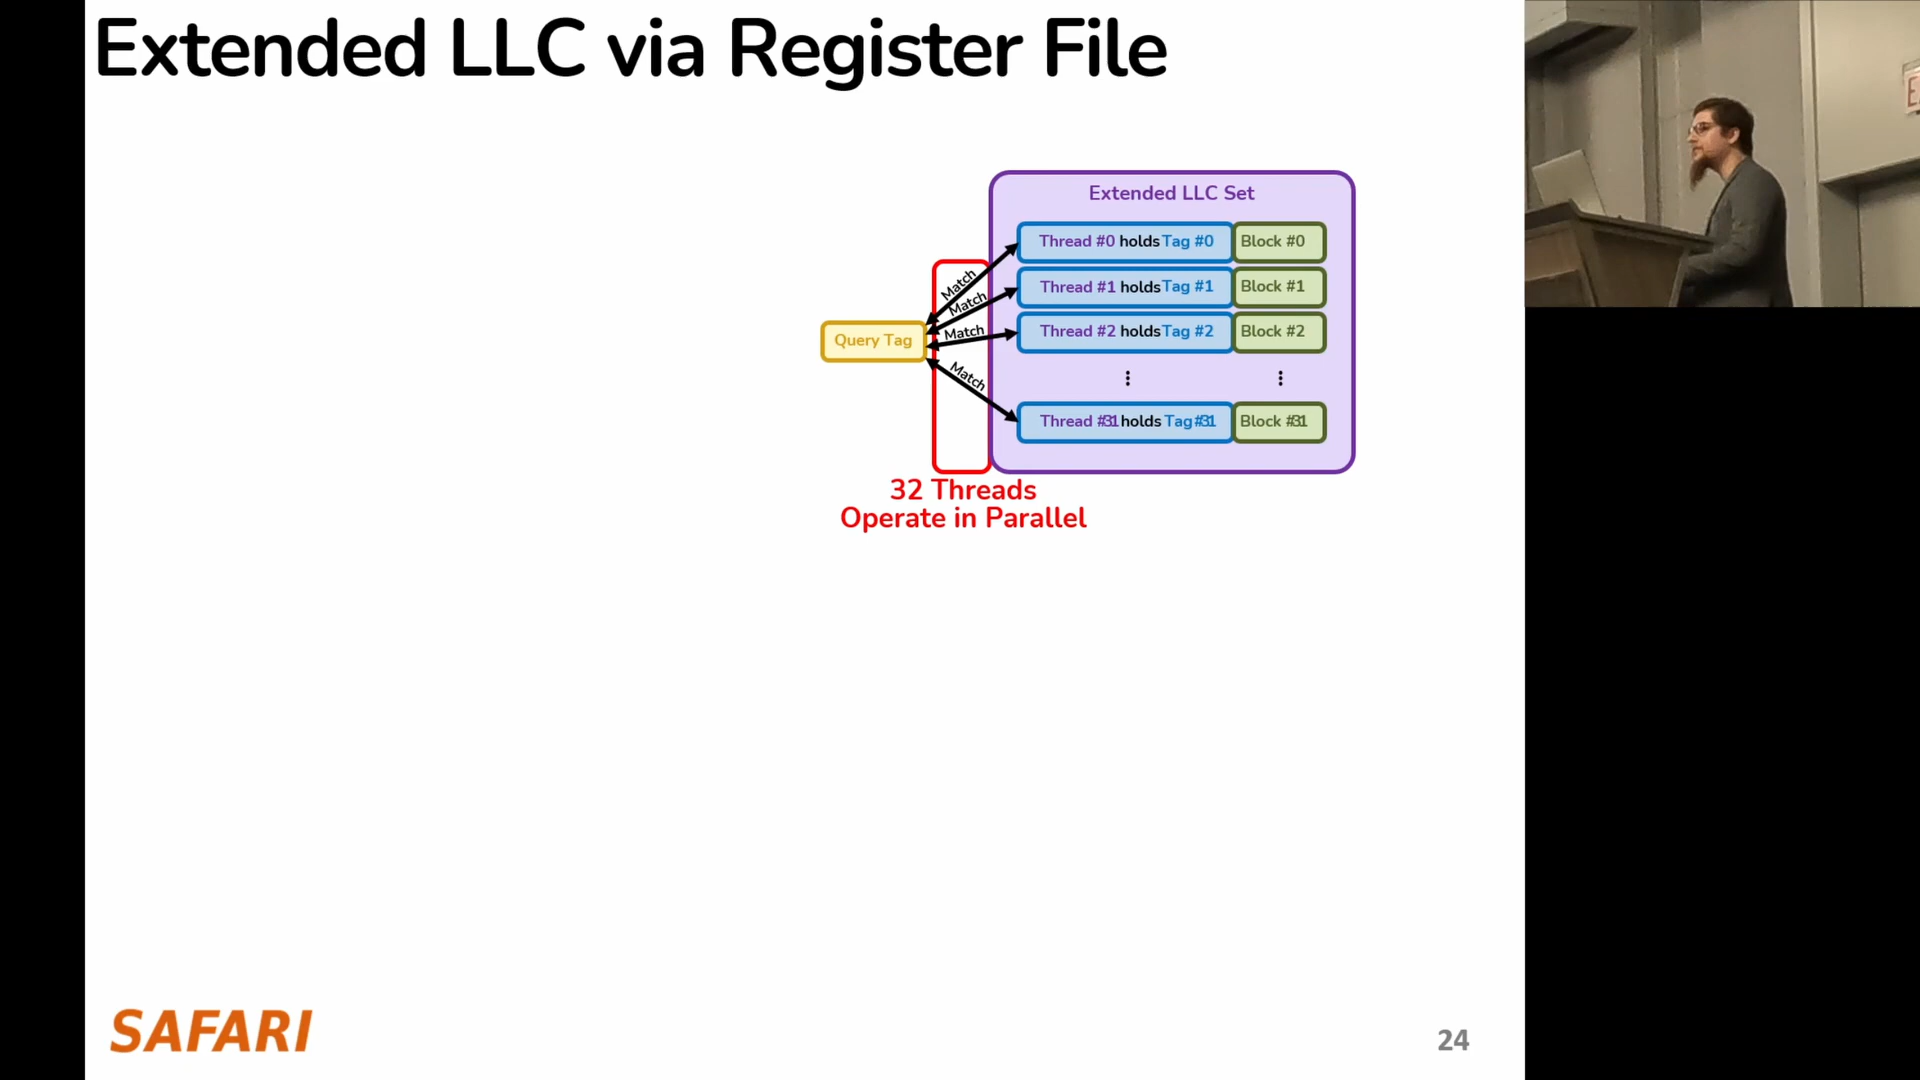 Extended LLC via Register File
Extended LLC Set
Thread #0 holds Tag #0 Block #0
Match
Thread #1 holds Tag #1 Block #1
Match
Thread #2 holds Tag #2 Block #2
Match
Query Tag
Match
Thread #31 holds Tag #31 Block #31
32 Threads
Operate in Parallel
SAFARI
24